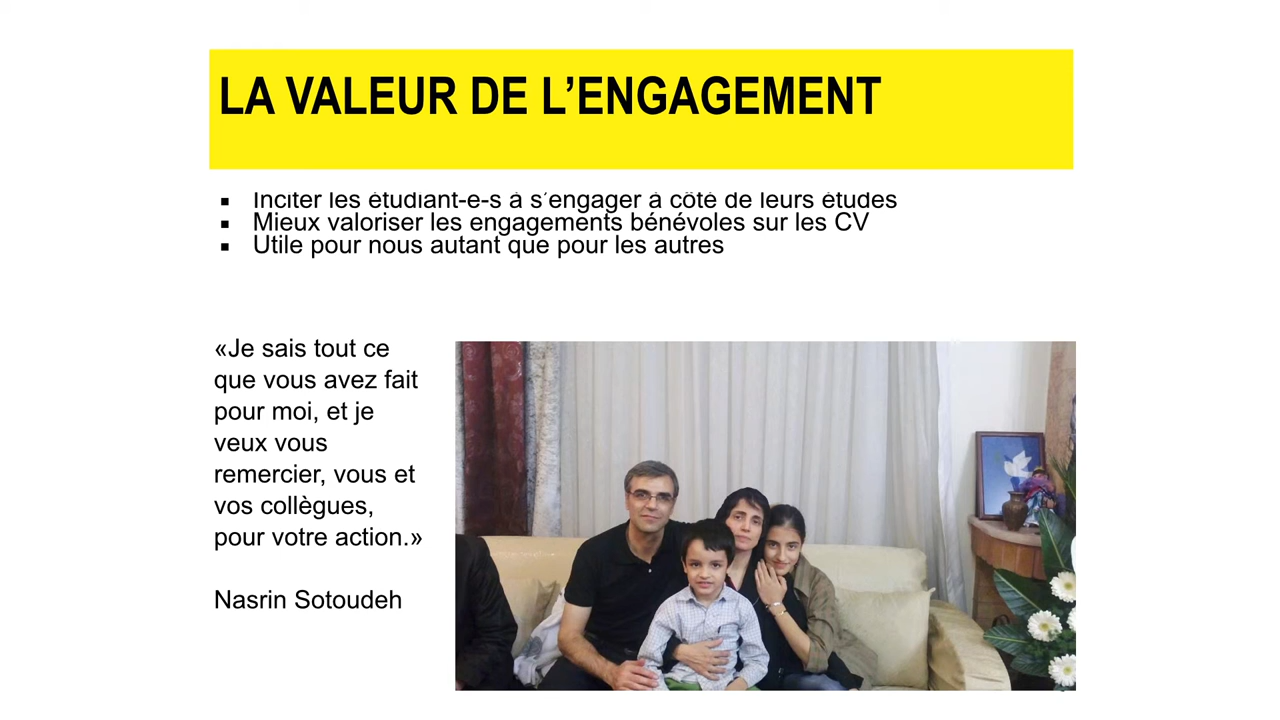 LA VALEUR DE L’ENGAGEMENT
▪ Inciter les étudiant-e-s à s’engager à côté de leurs études
▪ Mieux valoriser les engagements bénévoles sur les CV
▪ Utile pour nous autant que pour les autres
«Je sais tout ce
que vous avez fait
pour moi, et je
veux vous
remercier, vous et
vos collègues,
pour votre action.»
Nasrin Sotoudeh